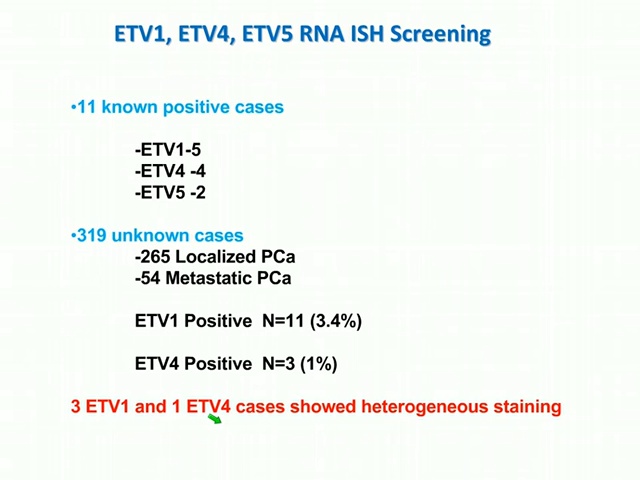 ETV1, ETV4, ETV5 RNA ISH Screening
•11 known positive cases
-ETV1-5
-ETV4 -4
-ETV5 -2
•319 unknown cases
-265 Localized PCa
-54 Metastatic PCa
ETV1 Positive N=11 (3.4%)
ETV4 Positive N=3 (1%)
3 ETV1 and 1 ETV4 cases showed heterogeneous staining